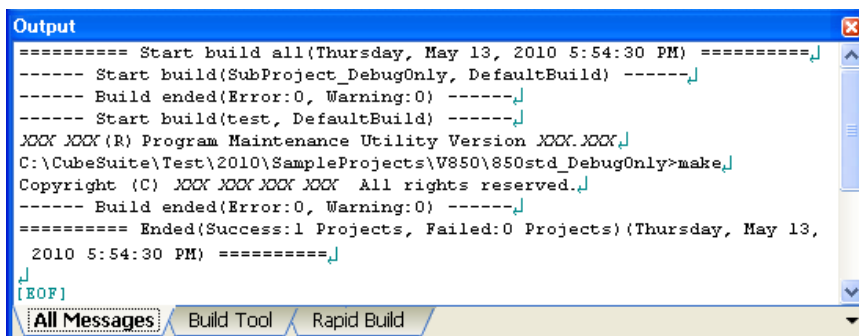 Output
========== Start build all(Thursday, May 13, 2010 5:54:30 PM) ==========
------ Start build(SubProject_DebugOnly, DefaultBuild) ------
------ Build ended(Error:0, Warning:0) ------
------ Start build(test, DefaultBuild) ------
XXX XXX (R) Program Maintenance Utility Version XXX.XXX
C:\CubeSuite\Test\2010\SampleProjects\V850\850std_DebugOnly>make
Copyright (C) XXX XXX XXX XXX All rights reserved.
------ Build ended(Error:0, Warning:0) ------
========== Ended(Success:1 Projects, Failed:0 Projects)(Thursday, May 13,
2010 5:54:30 PM) ==========
[EOF]
All Messages Build Tool Rapid Build